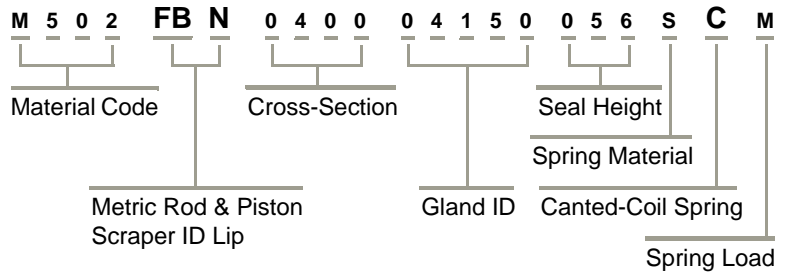 M 5 0 2 FB N 0 4 0 0 0 4 1 5 0 0 5 6 S C M
Material Code Cross-Section Seal Height
Spring Material
Metric Rod & Piston Gland ID Canted-Coil Spring
Scraper ID Lip
Spring Load